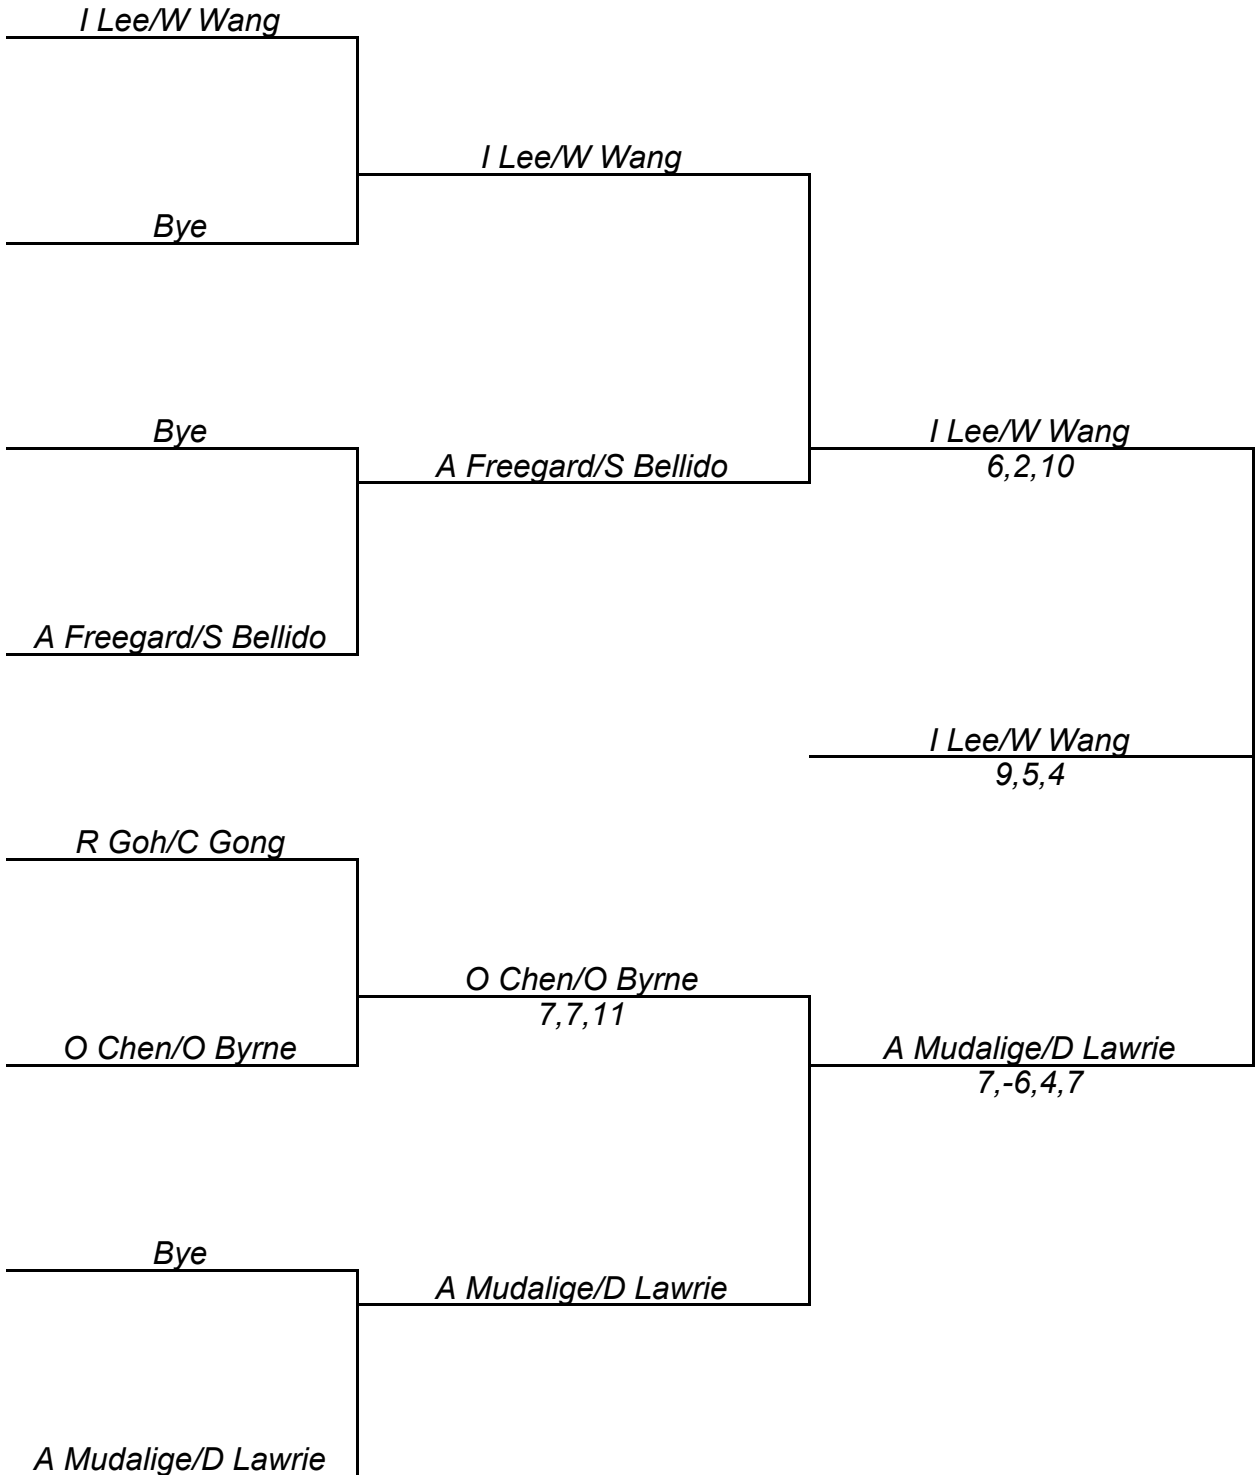 I Lee/W Wang
I Lee/W Wang
Bye
Bye
I Lee/W Wang
A Freegard/S Bellido
6,2,10
A Freegard/S Bellido
I Lee/W Wang
9,5,4
R Goh/C Gong
O Chen/O Byrne
7,7,11
O Chen/O Byrne
A Mudalige/D Lawrie
7,-6,4,7
Bye
A Mudalige/D Lawrie
A Mudalige/D Lawrie